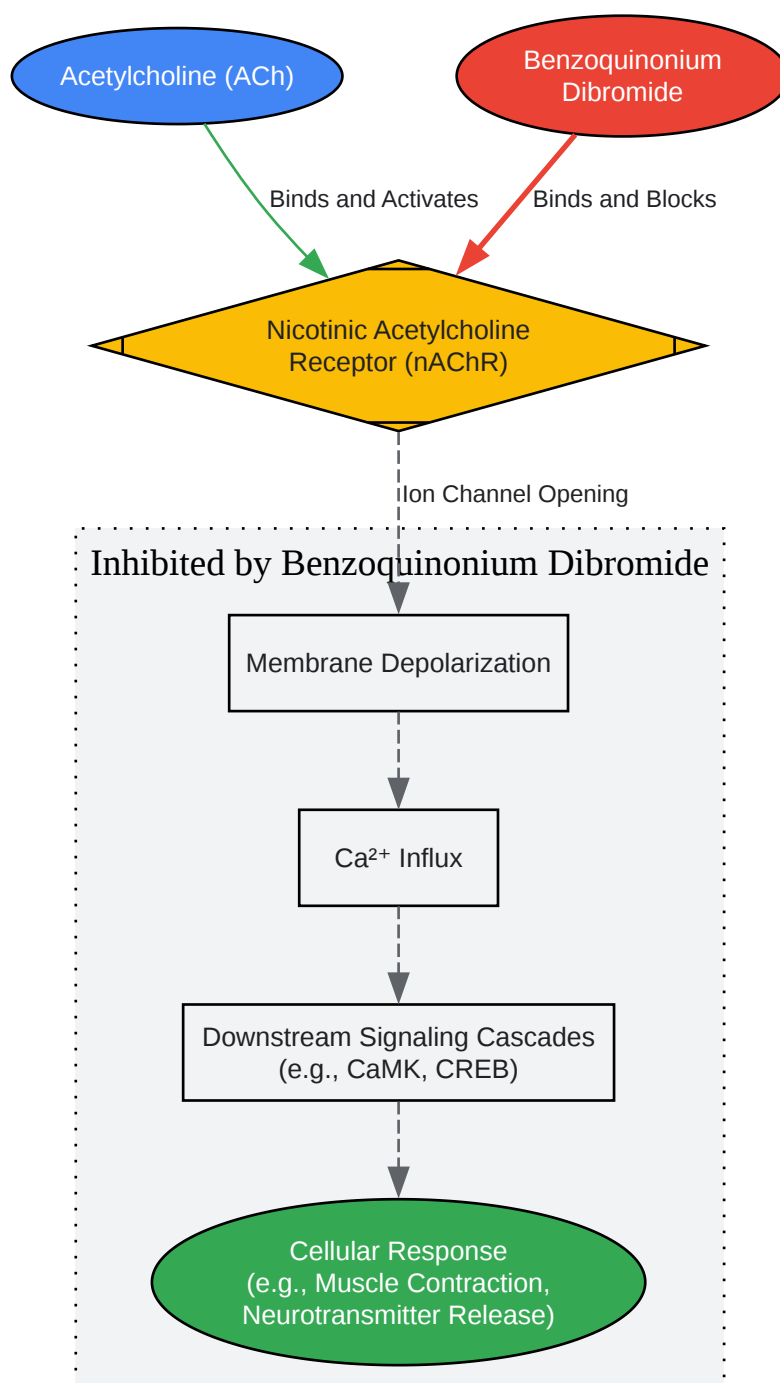 Acetylcholine (ACh)
Benzoquinonium
Dibromide
Binds and Activates
Binds and Blocks
Nicotinic Acetylcholine
Receptor (nAChR)
Ion Channel Opening
Inhibited by Benzoquinonium Dibromide
Membrane Depolarization
Ca²⁺ Influx
Downstream Signaling Cascades
(e.g., CaMK, CREB)
Cellular Response
(e.g., Muscle Contraction,
Neurotransmitter Release)